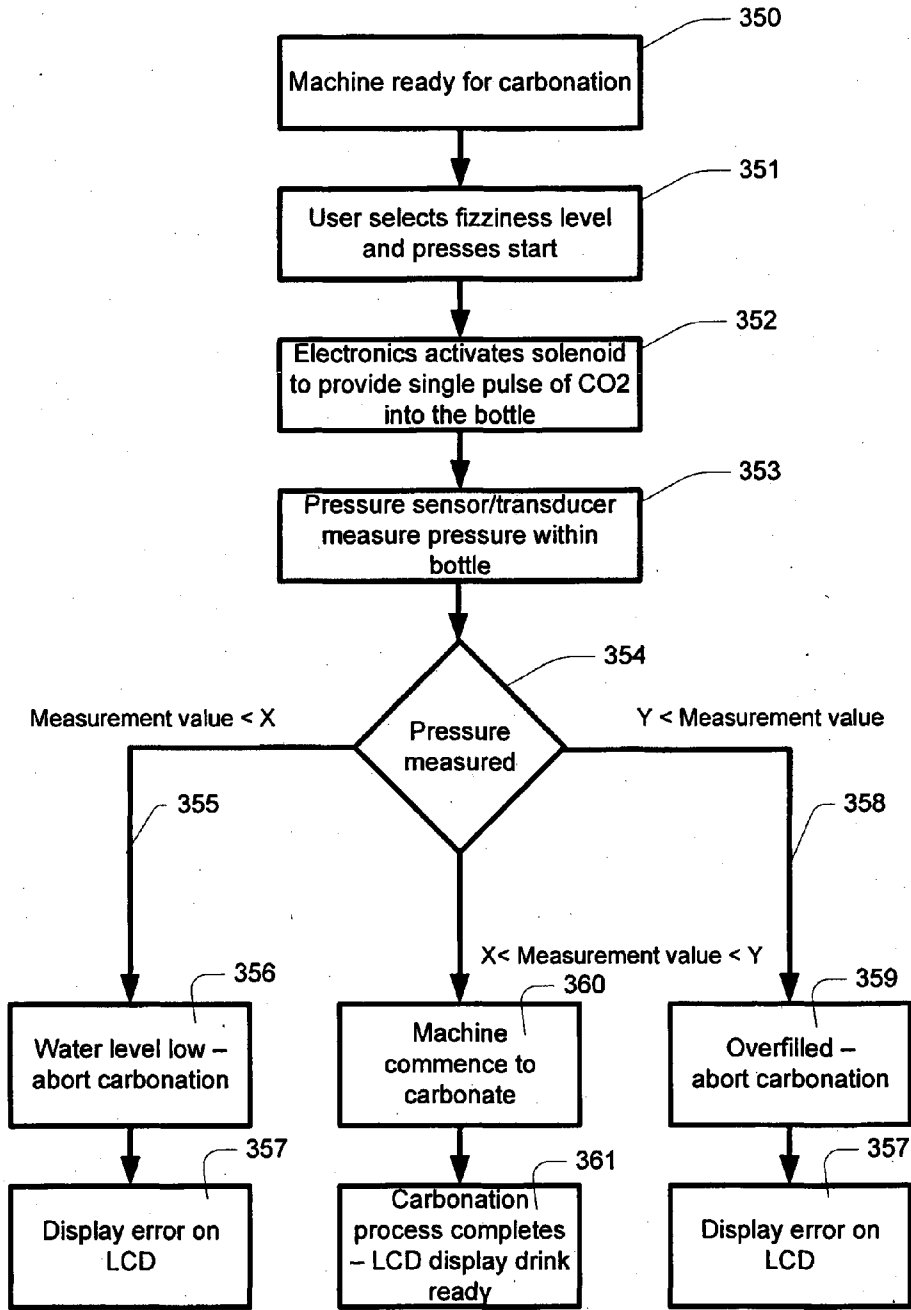 350
Machine ready for carbonation
351
User selects fizziness level
and presses start
352
Electronics activates solenoid
to provide single pulse of CO2
into the bottle
353
Pressure sensor/transducer
measure pressure within
bottle
354
Measurement value < X
Y < Measurement value
Pressure
measured
355
358
X< Measurement value < Y
356
360
359
Water level low –
abort carbonation
Machine
commence to
carbonate
Overfilled –
abort carbonation
357
361
357
Display error on
LCD
Carbonation
process completes
– LCD display drink
ready
Display error on
LCD